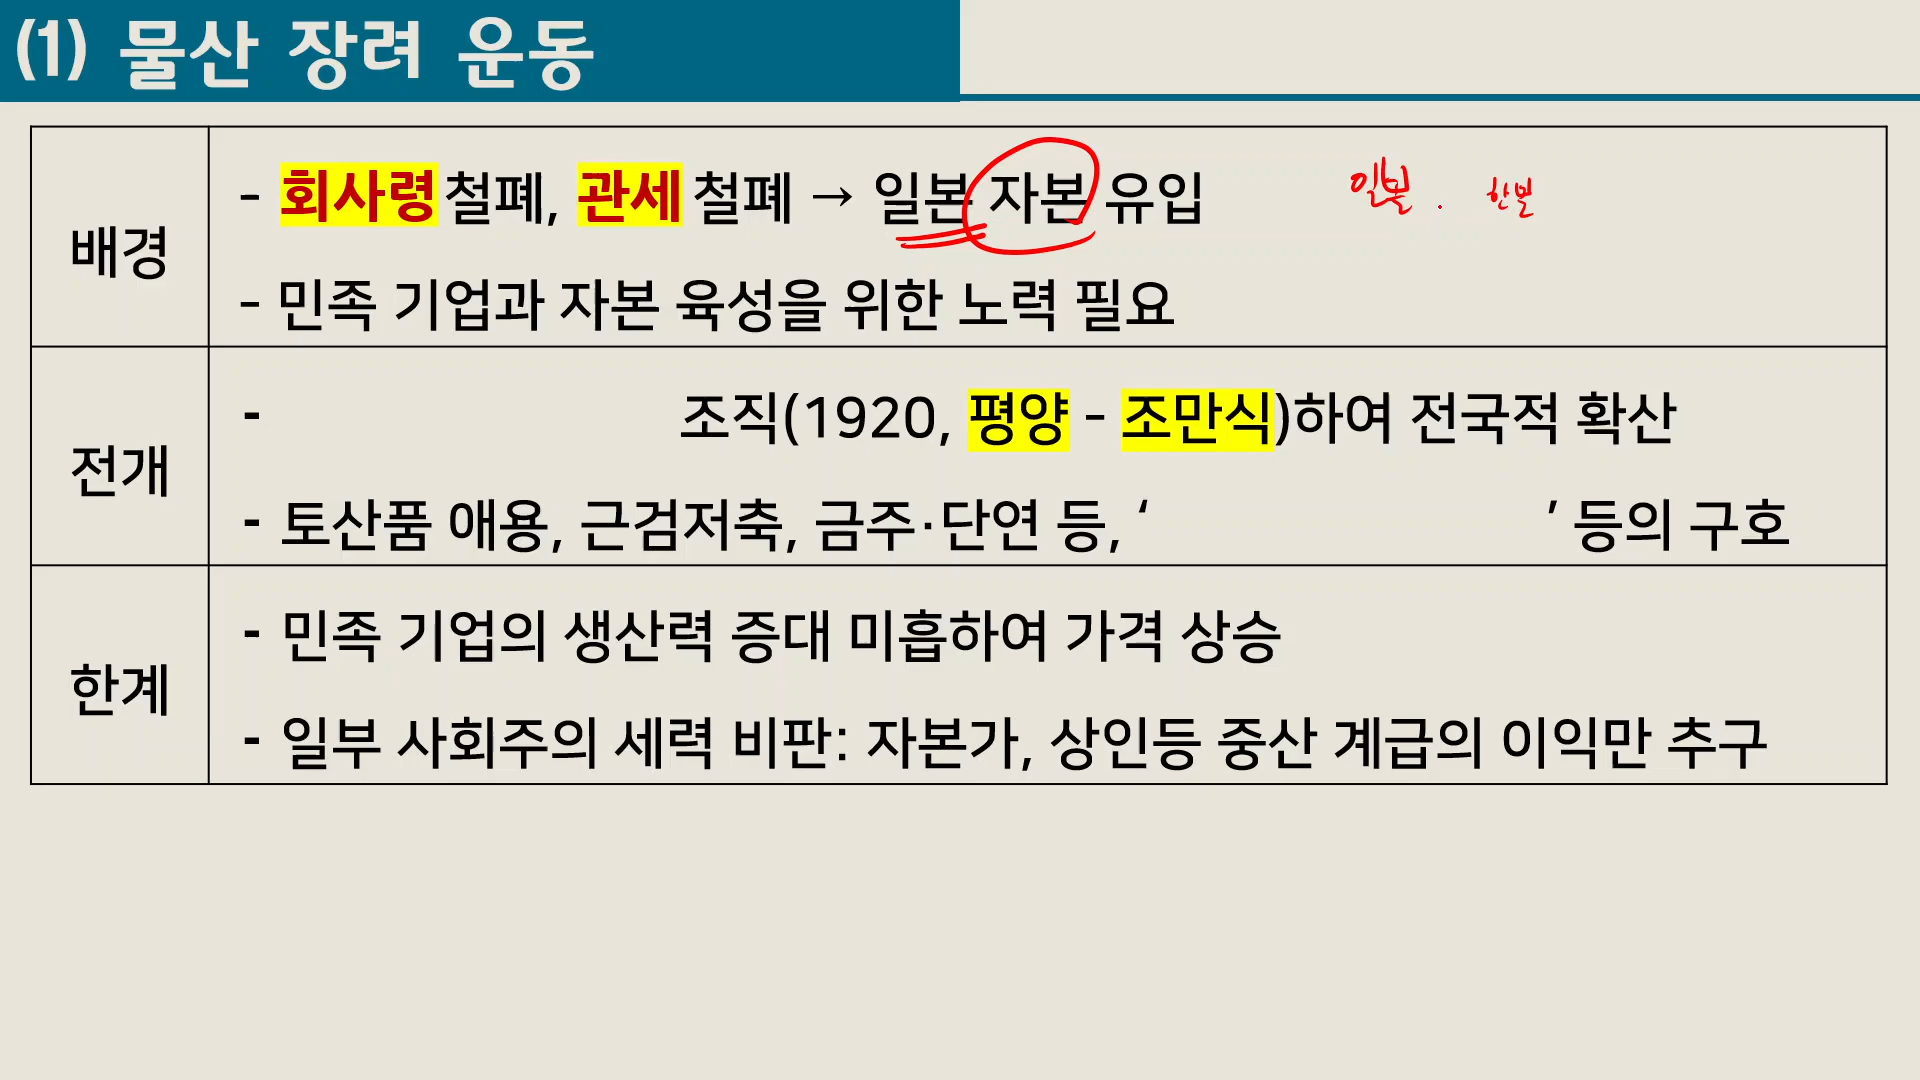 (1) 물산 장려 운동
배경
- 회사령 철폐, 관세 철폐 → 일본 자본 유입
일본 .
- 민족 기업과 자본 육성을 위한 노력 필요
전개
- 조직(1920, 평양 - 조만식)하여 전국적 확산
- 토산품 애용, 근검저축, 금주·단연 등, ‘ ’ 등의 구호
한계
- 민족 기업의 생산력 증대 미흡하여 가격 상승
- 일부 사회주의 세력 비판: 자본가, 상인등 중산 계급의 이익만 추구